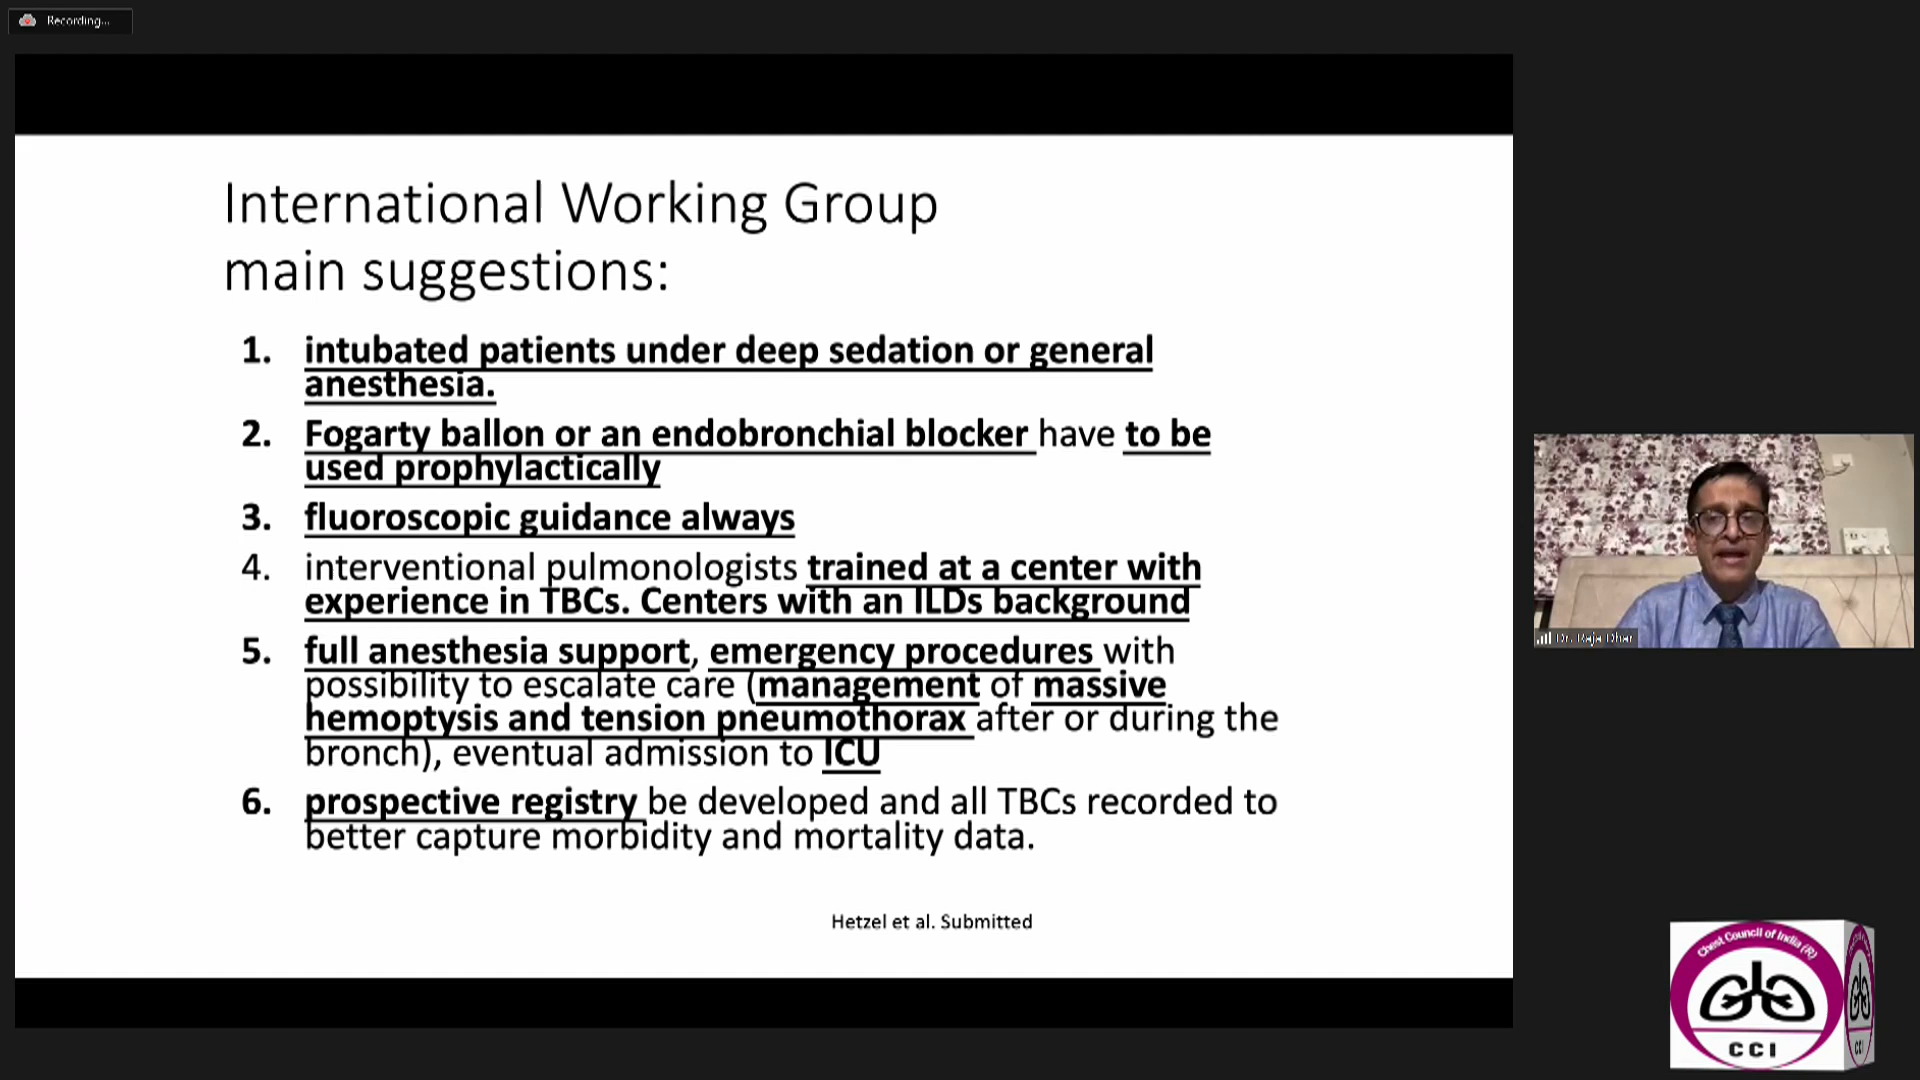 Recording...
International Working Group
main suggestions:
1. intubated patients under deep sedation or general
anesthesia.
2. Fogarty ballon or an endobronchial blocker have to be
used prophylactically
3. fluoroscopic guidance always
4. interventional pulmonologists trained at a center with
experience in TBCs. Centers with an ILDs background
5. full anesthesia support, emergency procedures with
possibility to escalate care (management of massive
hemoptysis and tension pneumothorax after or during the
bronch), eventual admission to ICU
6. prospective registry be developed and all TBCs recorded to
better capture morbidity and mortality data.
Hetzel et al. Submitted
Dr. Raja Dhar
Chest Council of India (R)
CCI
CCI